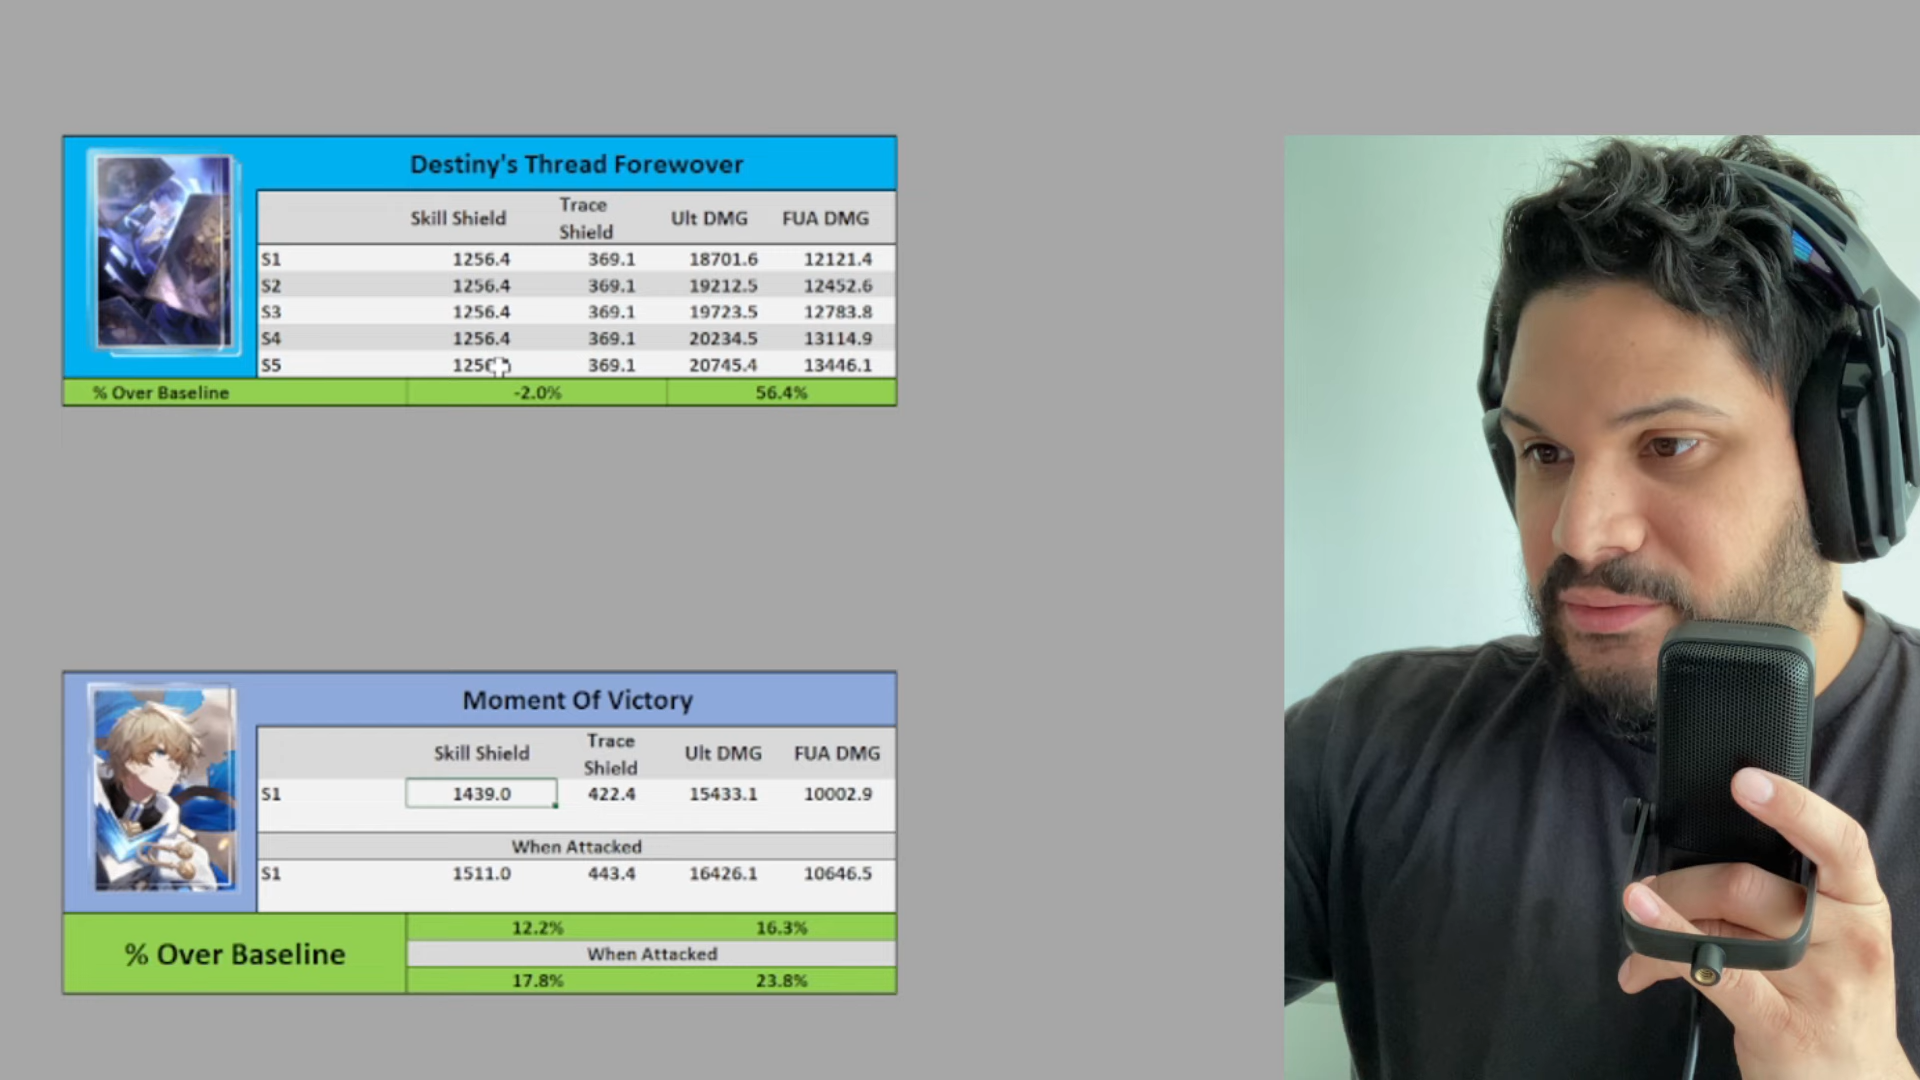 Destiny's Thread Forewover
Skill Shield Trace Shield Ult DMG FUA DMG
S1 1256.4 369.1 18701.6 12121.4
S2 1256.4 369.1 19212.5 12452.6
S3 1256.4 369.1 19723.5 12783.8
S4 1256.4 369.1 20234.5 13114.9
S5 369.1 20745.4 13446.1
% Over Baseline -2.0% 56.4%
Moment Of Victory
Skill Shield Trace Shield Ult DMG FUA DMG
S1 1439.0 422.4 15433.1 10002.9
When Attacked
S1 1511.0 443.4 16426.1 10646.5
% Over Baseline
12.2% 16.3%
When Attacked
17.8% 23.8%